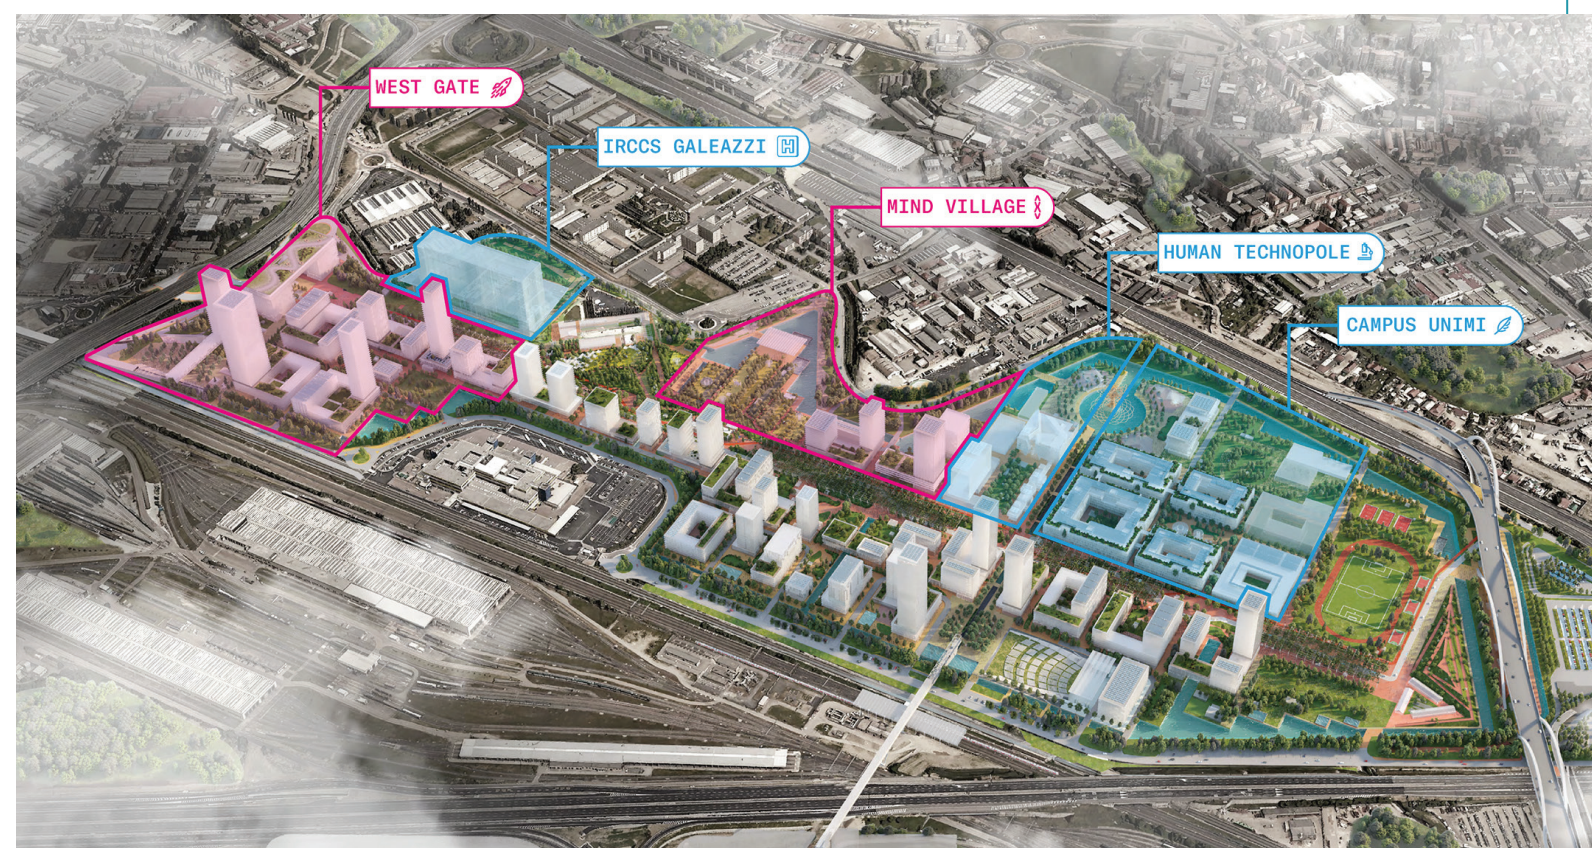 WEST GATE
IRCCS GALEAZZI
H
MIND VILLAGE
HUMAN TECHNOPOLE
CAMPUS UNIMI